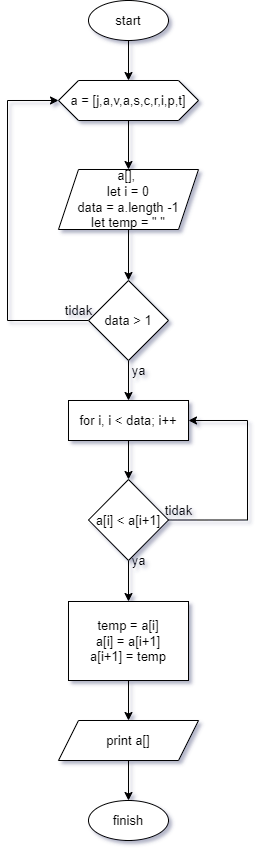 start
a = [j,a,v,a,s,c,r,i,p,t]
a[],
let i = 0
data = a.length -1
let temp = " "
tidak
data > 1
ya
for i, i < data; i++
a[i] < a[i+1]
tidak
ya
temp = a[i]
a[i] = a[i+1]
a[i+1] = temp
print a[]
finish